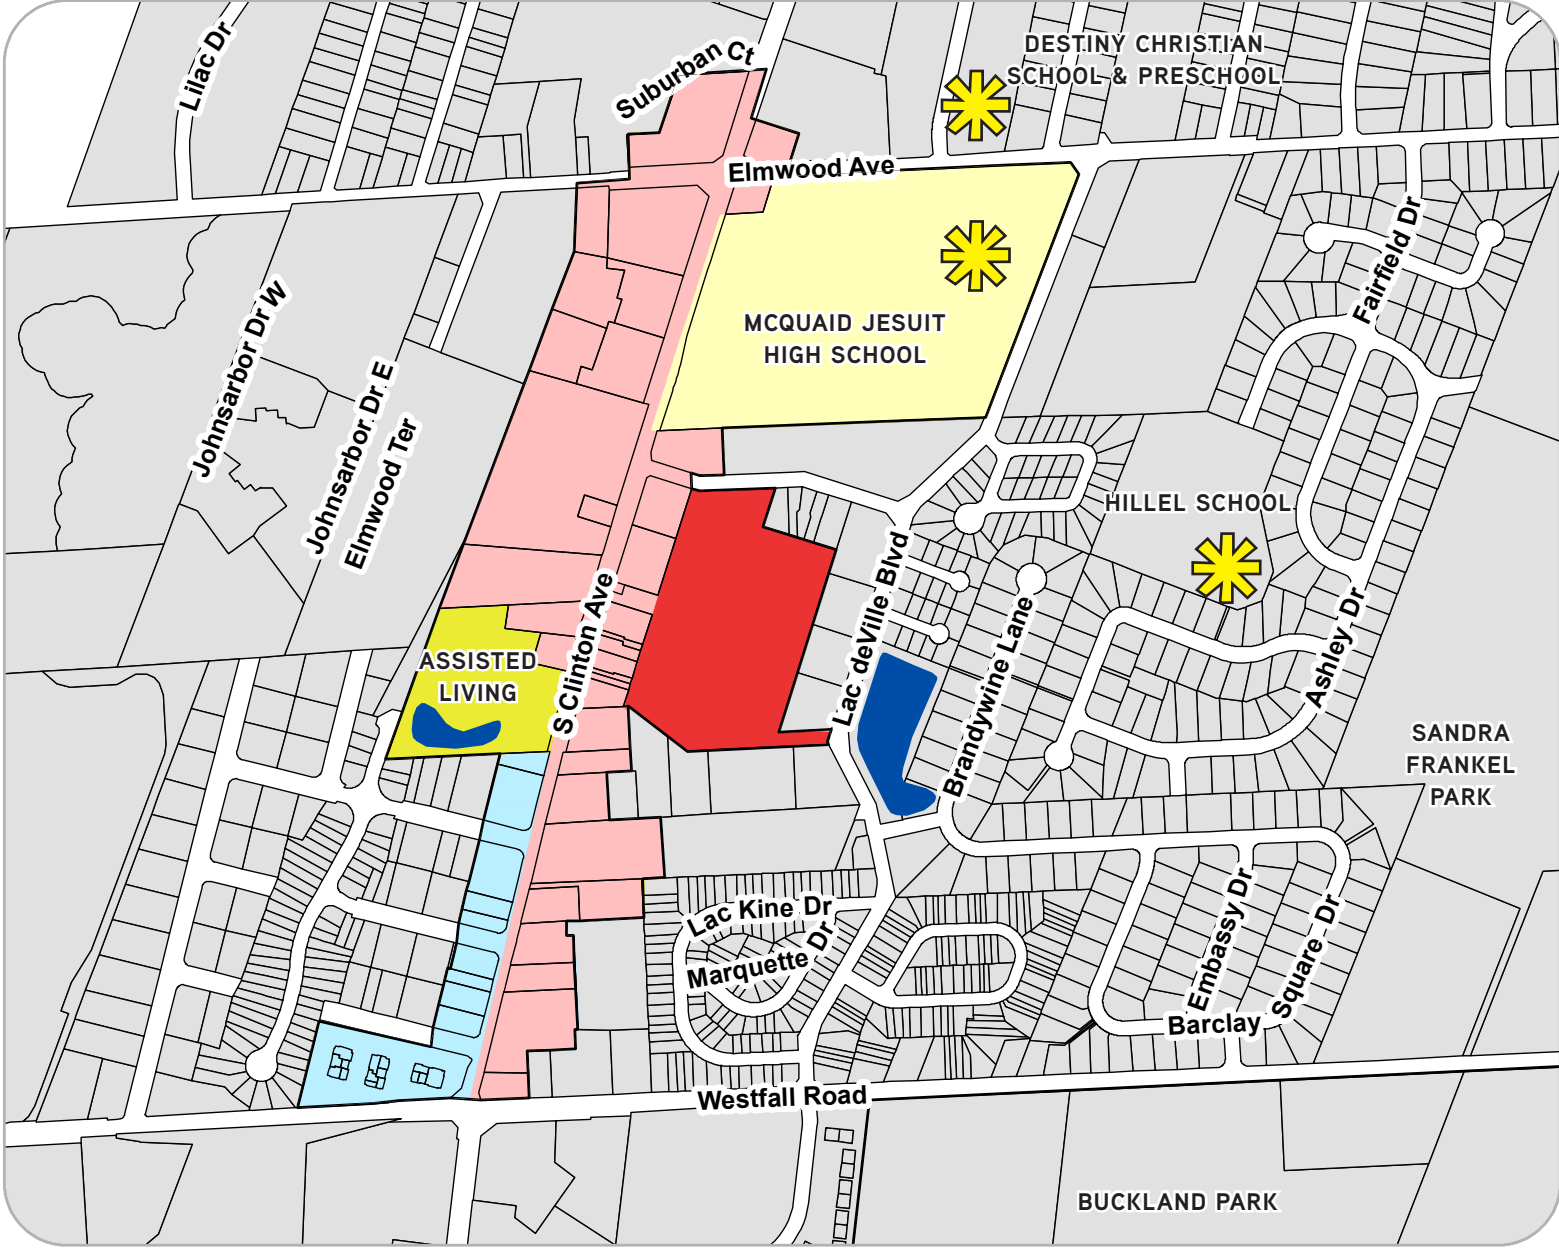 Lilac Dr
Suburban Ct
DESTINY CHRISTIAN
SCHOOL & PRESCHOOL
Elmwood Ave
Fairfield Dr
MCQUAID JESUIT
HIGH SCHOOL
Johnsarbor Dr W
Johnsarbor Dr E
Elmwood Ter
HILLEL SCHOOL
Lac deVille Blvd
S Clinton Ave
Brandywine Lane
Ashley Dr
ASSISTED
LIVING
SANDRA
FRANKEL
PARK
Lac Kine Dr
Marquette Dr
Embassy Dr
Square Dr
Barclay
Westfall Road
BUCKLAND PARK